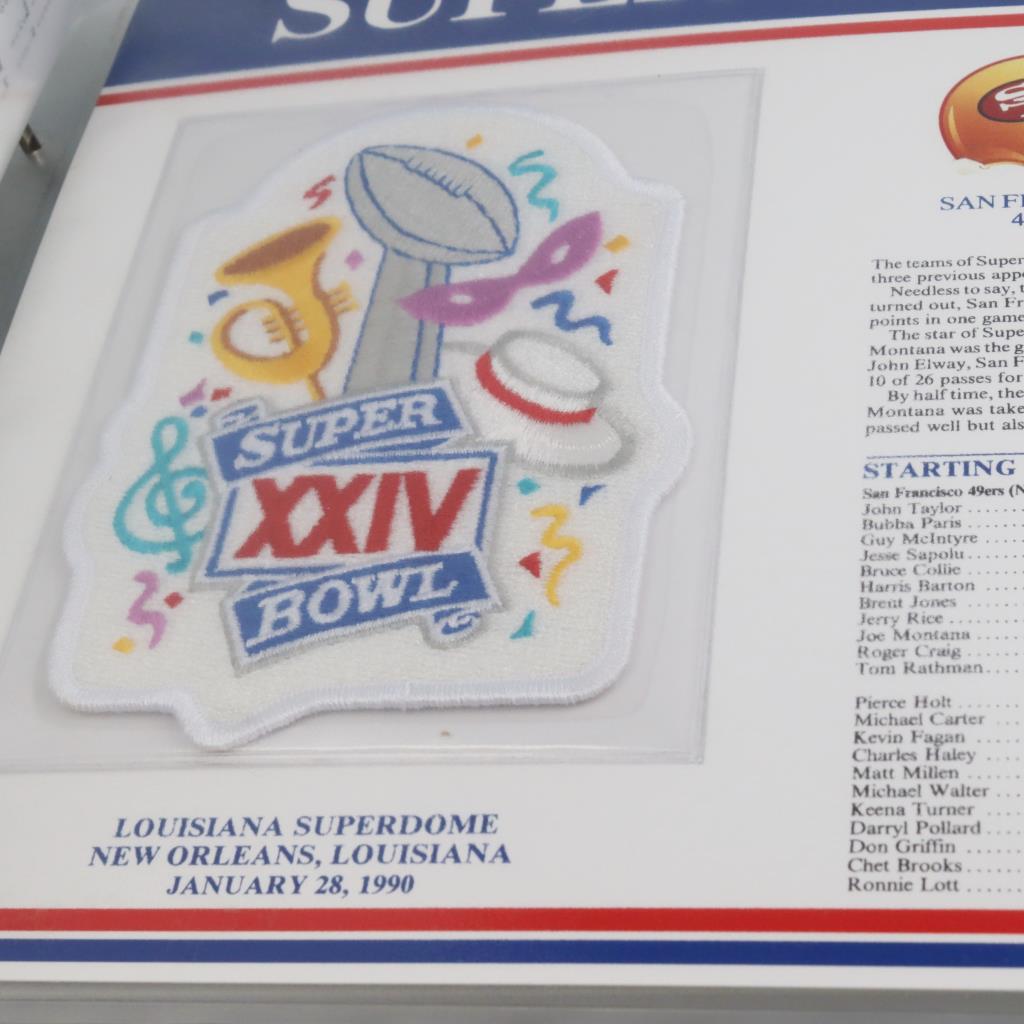 SUPER
SUPER
XXIV
BOWL
LOUISIANA SUPERDOME
NEW ORLEANS, LOUISIANA
JANUARY 28, 1990
SAN
4
The teams of Super
three previous
Needless to say,
turned out, San
points in one game
The star of
Montana was the
John Elway, San
10 of 26 passes for
By half time, the
Montana was take
passed well but
STARTING
San Francisco 49ers
John Taylor ......
Bubba Paris ......
Guy McIntyre .....
Jesse Sapolu ......
Bruce Collie ......
Harris Barton .....
Brent Jones ......
Jerry Rice ........
Joe Montana .....
Roger Craig ......
Tom Rathman ....
Pierce Holt .......
Michael Carter ....
Kevin Fagan .....
Charles Haley ....
Matt Millen ......
Michael Walter ...
Keena Turner ....
Darryl Pollard ....
Don Griffin ......
Chet Brooks ......
Ronnie Lott ......